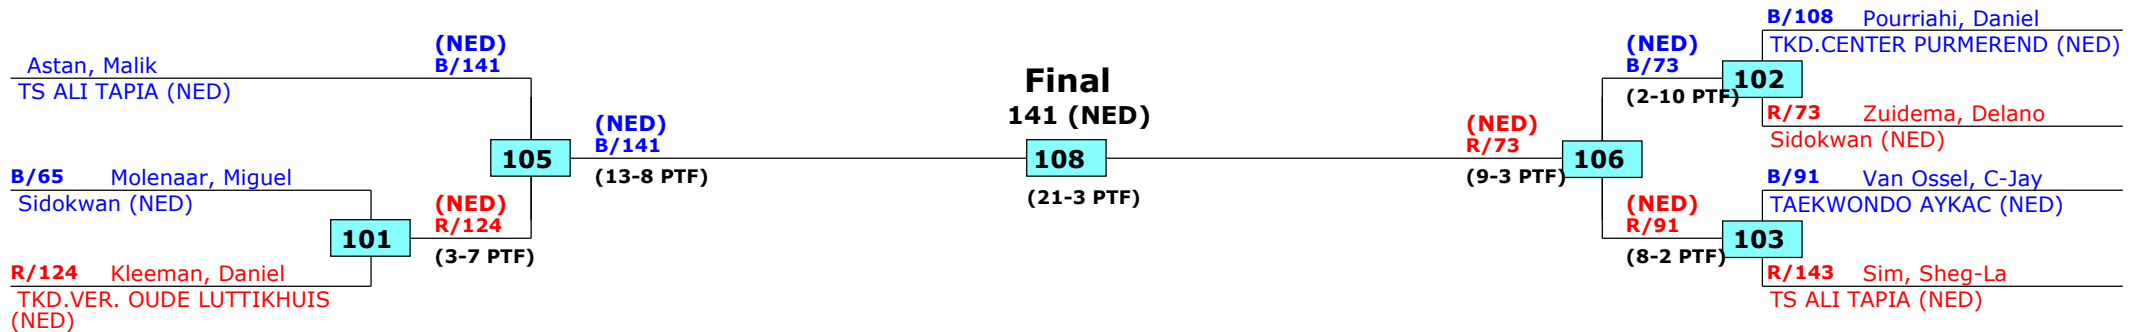 Astan, Malik
TS ALI TAPIA (NED)
B/65 Molenaar, Miguel
Sidokwan (NED)
101
R/124 Kleeman, Daniel
TKD.VER. OUDE LUTTIKHUIS
(NED)
(NED)
B/141
(NED)
R/124
(3-7 PTF)
105
(NED)
B/141
(13-8 PTF)
Final
141 (NED)
108
(21-3 PTF)
(NED)
R/73
(9-3 PTF)
106
(NED)
B/73
(2-10 PTF)
(NED)
R/91
(8-2 PTF)
B/108 Pourriahi, Daniel
TKD.CENTER PURMEREND (NED)
102
R/73 Zuidema, Delano
Sidokwan (NED)
B/91 Van Ossel, C-Jay
TAEKWONDO AYKAC (NED)
103
R/143 Sim, Sheg-La
TS ALI TAPIA (NED)